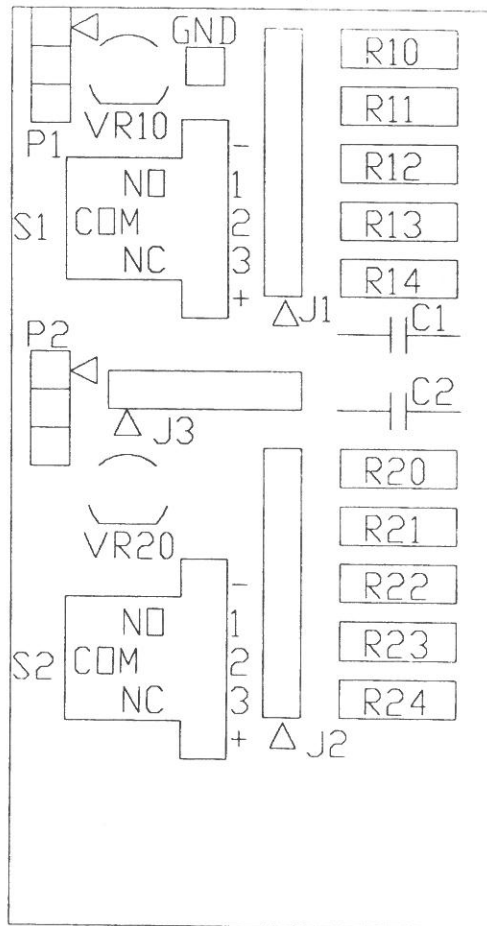 GND
R10
VR10
R11
P1
-
R12
NO
1
S1
COM
2
R13
NC
3
R14
+
J1
C1
P2
C2
J3
R20
VR20
R21
-
R22
NO
1
S2
COM
2
R23
NC
3
R24
+
J2